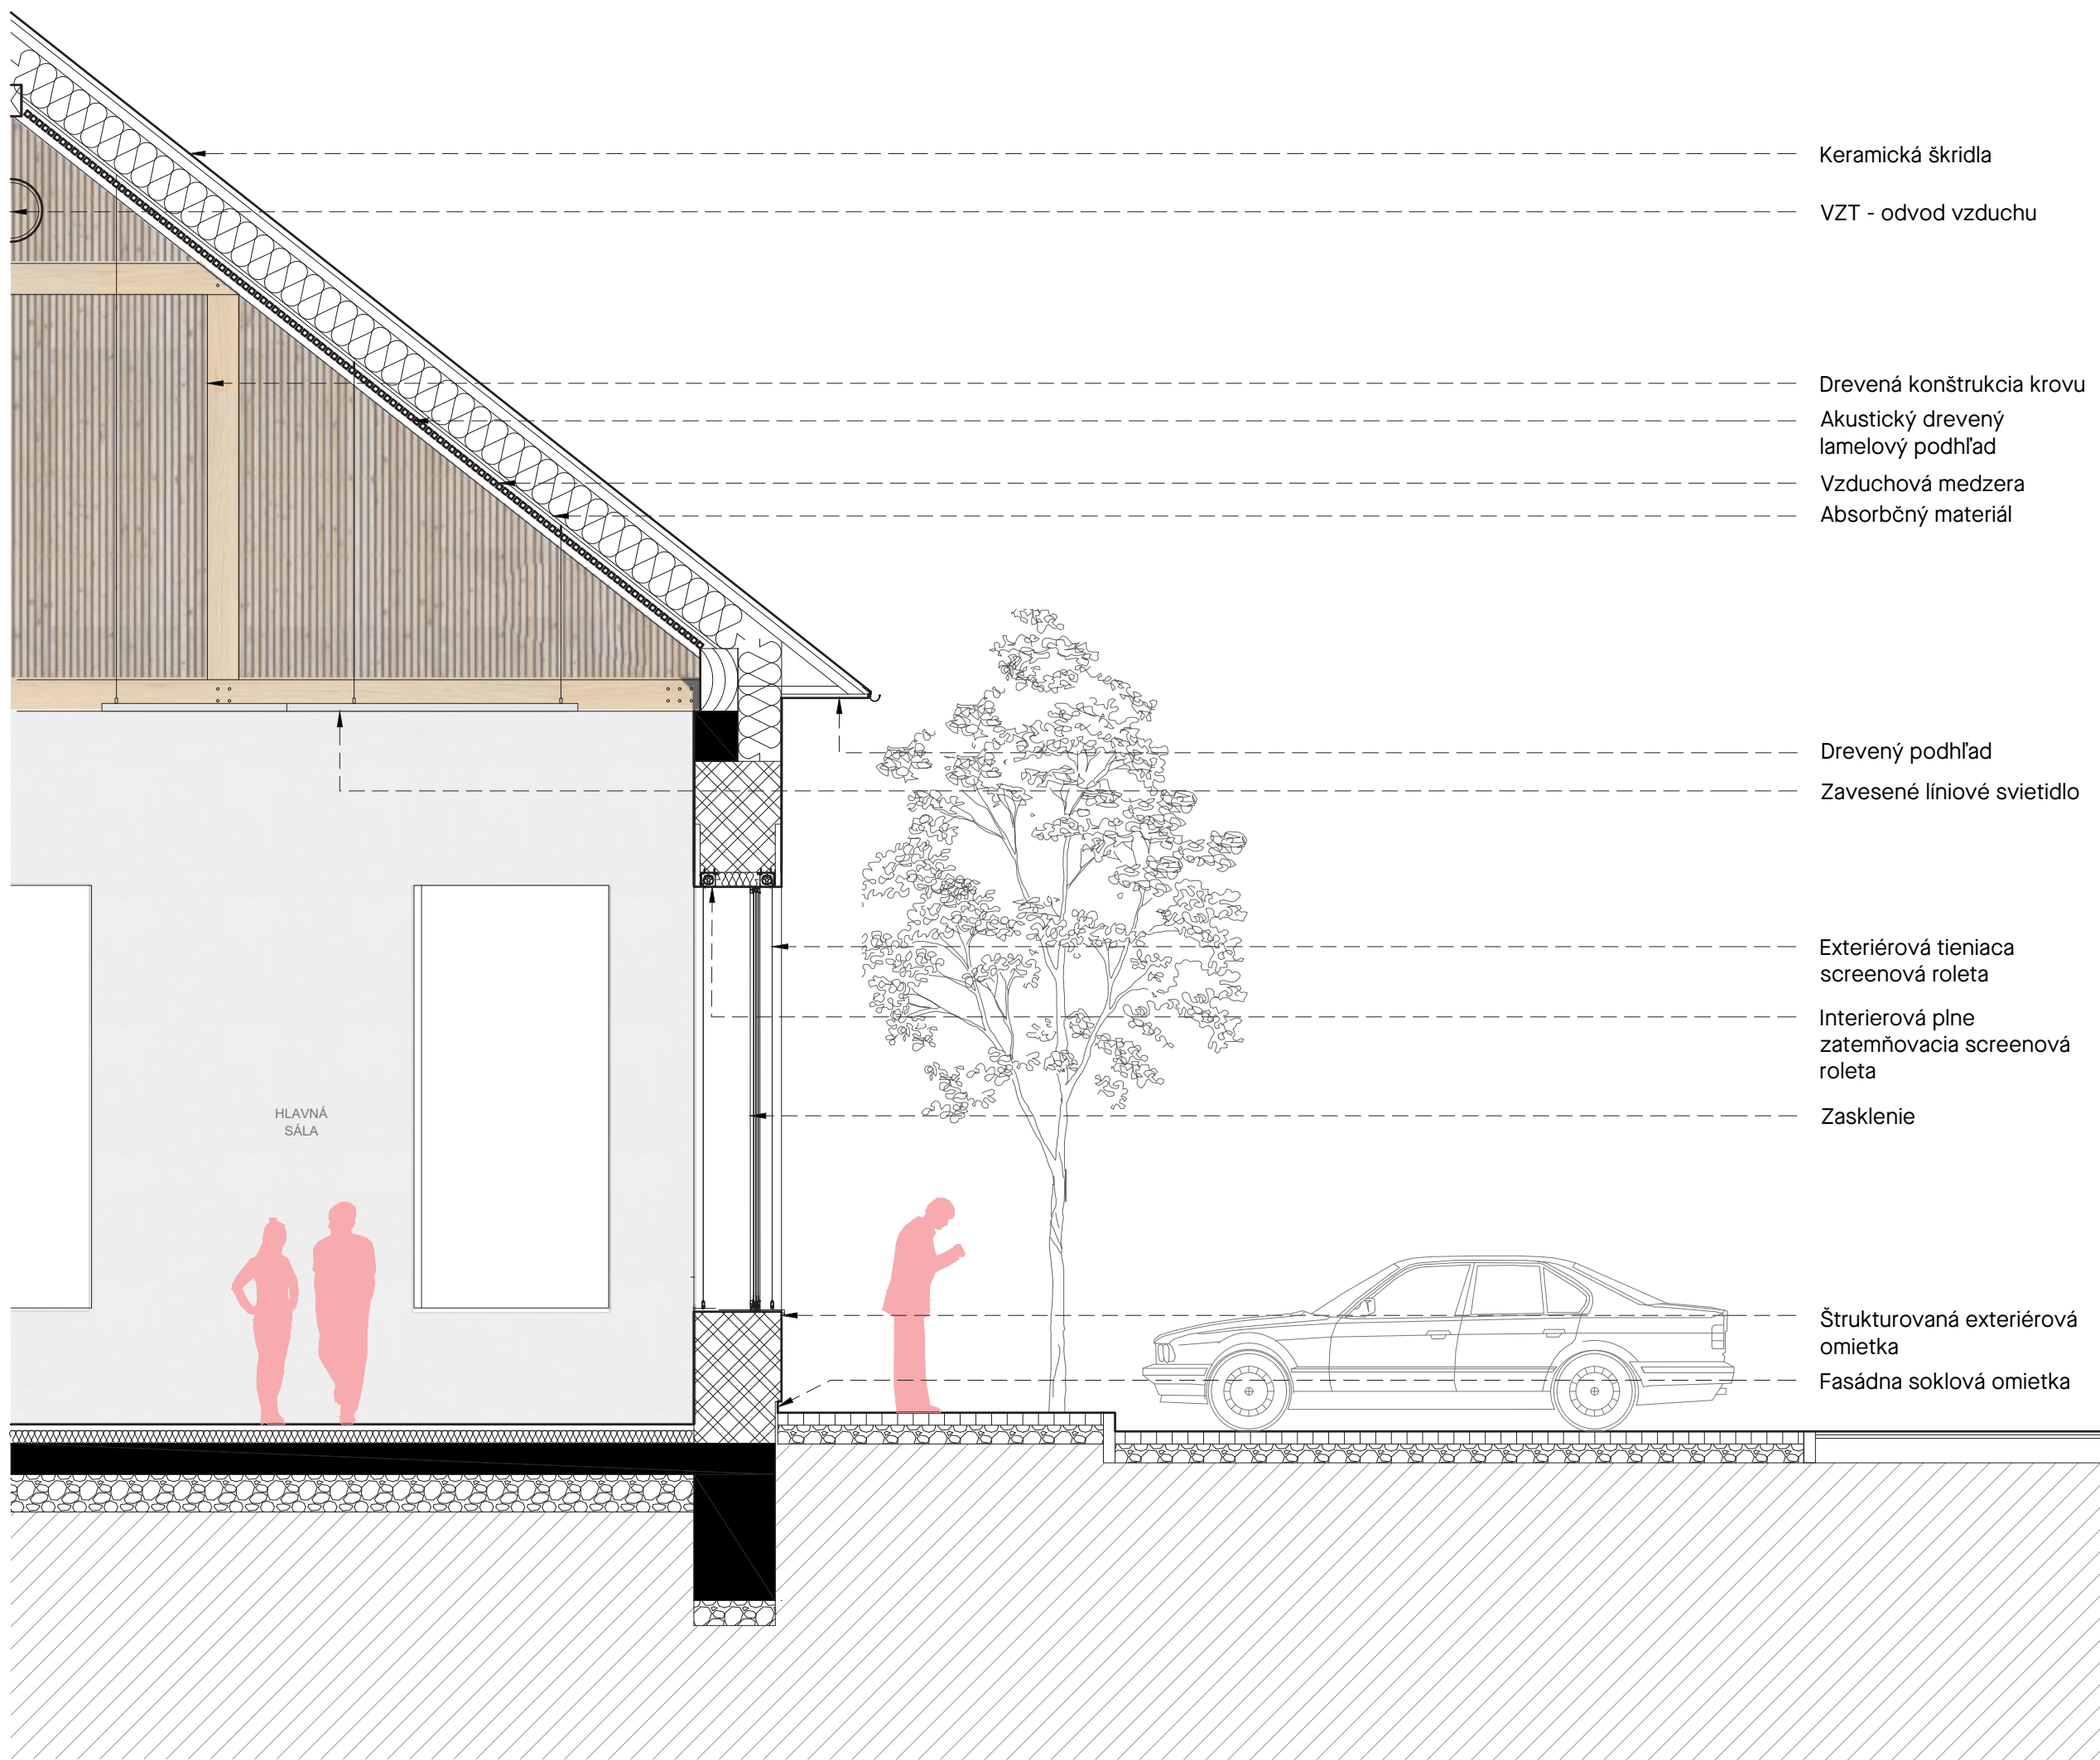 Keramická škridla
VZT - odvod vzduchu
Drevená konštrukcia krovu
Akustický drevený
lamelový podhľad
Vzduchová medzera
Absorbčný materiál
Drevený podhľad
Zavesené líniové svietidlo
Exteriérová tieniaca
screenová roleta
Interierová plne
zatemňovacia screenová
roleta
Zasklenie
HLAVNÁ
SÁLA
Štrukturovaná exteriérová
omietka
Fasádna soklová omietka